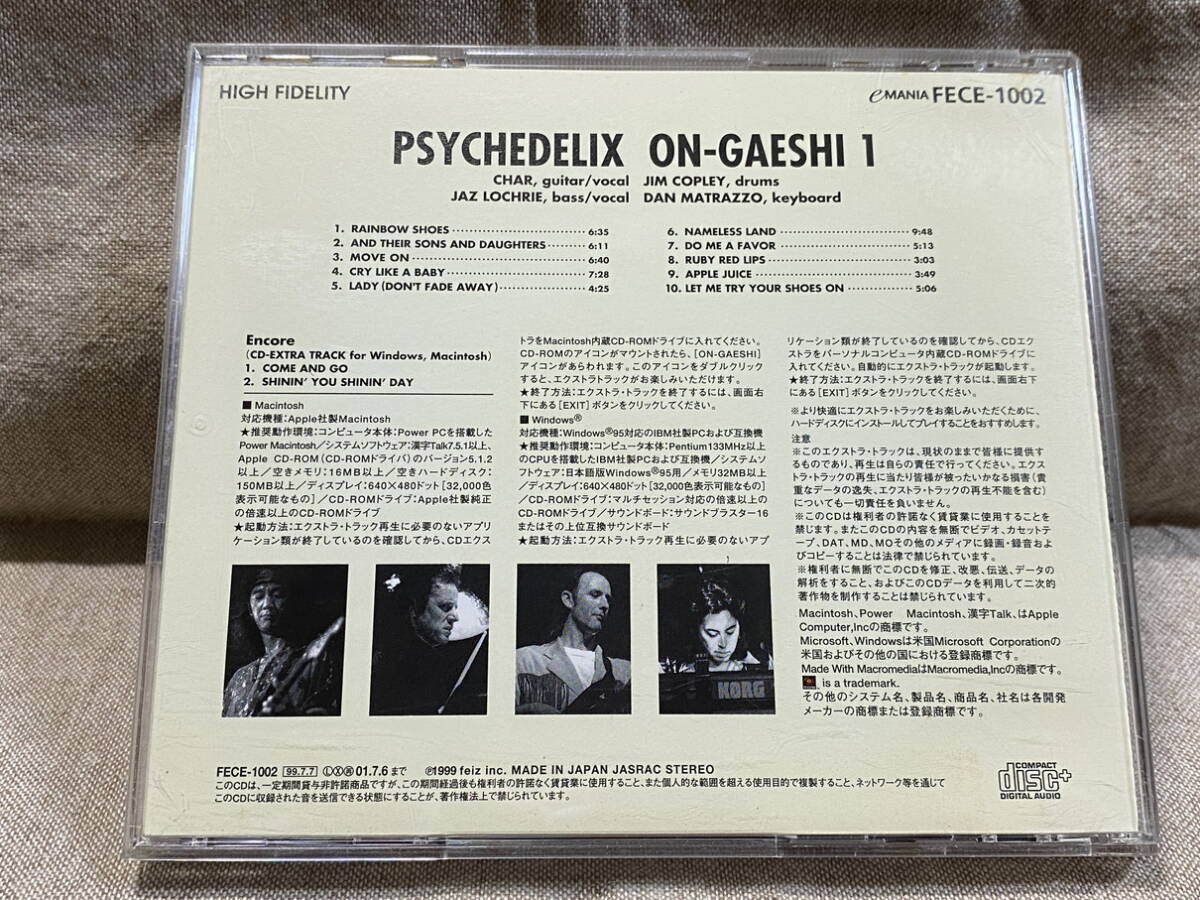 HIGH FIDELITY
eMANIA FECE-1002
PSYCHEDELIX ON-GAESHI 1
CHAR, guitar/vocal JIM COPLEY, drums
JAZ LOCHRIE, bass/vocal DAN MATRAZZO, keyboard
1. RAINBOW SHOES 6:35
2. AND THEIR SONS AND DAUGHTERS 6:11
3. MOVE ON 6:40
4. CRY LIKE A BABY 7:28
5. LADY (DON'T FADE AWAY) 4:25
6. NAMELESS LAND 9:48
7. DO ME A FAVOR 5:13
8. RUBY RED LIPS 3:03
9. APPLE JUICE 3:49
10. LET ME TRY YOUR SHOES ON 5:06
Encore
(CD-EXTRA TRACK for Windows, Macintosh)
1. COME AND GO
2. SHININ' YOU SHININ' DAY
■ Macintosh
対応機種：Apple社製Macintosh
★推奨動作環境：コンピュータ本体：Power PCを搭載した
Power Macintosh／システムソフトウェア：漢字Talk7.5.1以上、
Apple CD-ROM（CD-ROMドライバ）のバージョン5.1.2
以上／空きメモリ：16MB以上／空きハードディスク：
150MB以上／ディスプレイ：640×480ドット［32,000色
表示可能なもの］／CD-ROMドライブ：Apple社製純正
の倍速以上のCD-ROMドライブ
★起動方法：エクストラ・トラック再生に必要のないアプリ
ケーション類が終了しているのを確認してから、CDエクス
トラをMacintosh内蔵CD-ROMドライブに入れてください。
CD-ROMのアイコンがマウントされたら、［ON-GAESHI］
アイコンがあらわれます。このアイコンをダブルクリック
すると、エクストラトラックがお楽しみいただけます。
★終了方法：エクストラ・トラックを終了するには、画面右
下にある［EXIT］ボタンをクリックしてください。
■ Windows®
対応機種：Windows®95対応のIBM社製PCおよび互換機
★推奨動作環境：コンピュータ本体：Pentium133MHz以上
のCPUを搭載したIBM社製PCおよび互換機／システムソ
フトウェア：日本語版Windows®95用／メモリ32MB以上
／ディスプレイ：640×480ドット［32,000色表示可能なもの］
／CD-ROMドライブ：マルチセッション対応の倍速以上の
CD-ROMドライブ／サウンドボード：サウンドブラスター16
またはその上位互換サウンドボード
★起動方法：エクストラ・トラック再生に必要のないアプ
リケーション類が終了しているのを確認してから、CDエク
ストラをパーソナルコンピュータ内蔵CD-ROMドライブに
入れてください。自動的にエクストラ・トラックが起動します。
★終了方法：エクストラ・トラックを終了するには、画面右
下にある［EXIT］ボタンをクリックしてください。
※より快適にエクストラ・トラックをお楽しみいただくために、
ハードディスクにインストールしてプレイすることをおすすめします。
注意
※このエクストラ・トラックは、現状のままで皆様に提供
するものであり、再生は自らの責任で行ってください。エクス
トラ・トラックの再生に当たり皆様が被ったいかなる損害（貴
重なデータの逸失、エクストラ・トラックの再生不能を含む）
についても一切責任を負いません。
※このCDは権利者の許諾なく賃貸業に使用することを
禁じます。またこのCDの内容を無断でビデオ、カセットテ
ープ、DAT、MD、MOその他のメディアに録画・録音およ
びコピーすることは法律で禁じられています。
※権利者に無断でこのCDを修正、改悪、伝送、データの
解析をすること、およびこのCDデータを利用して二次的
著作物を制作することは禁じられています。
Macintosh、Power Macintosh、漢字Talk、はApple
Computer,Incの商標です。
Microsoft、Windowsは米国Microsoft Corporationの
米国およびその他の国における登録商標です。
Made With MacromediaはMacromedia,Incの商標です。
is a trademark.
その他のシステム名、製品名、商品名、社名は各開発
メーカーの商標または登録商標です。
KORG
FECE-1002 99.7.7 Ⓛ Ⓧ 01.7.6まで ℗1999 feiz inc. MADE IN JAPAN JASRAC STEREO
このCDは、一定期間貸与非許諾商品ですが、この期間経過後も権利者の許諾なく賃貸業に使用すること、また個人的な範囲を超える使用目的で複製すること、ネットワーク等を通じて
このCDに収録された音を送信できる状態にすることが、著作権法上で禁じられています。
COMPACT
disc+
DIGITAL AUDIO